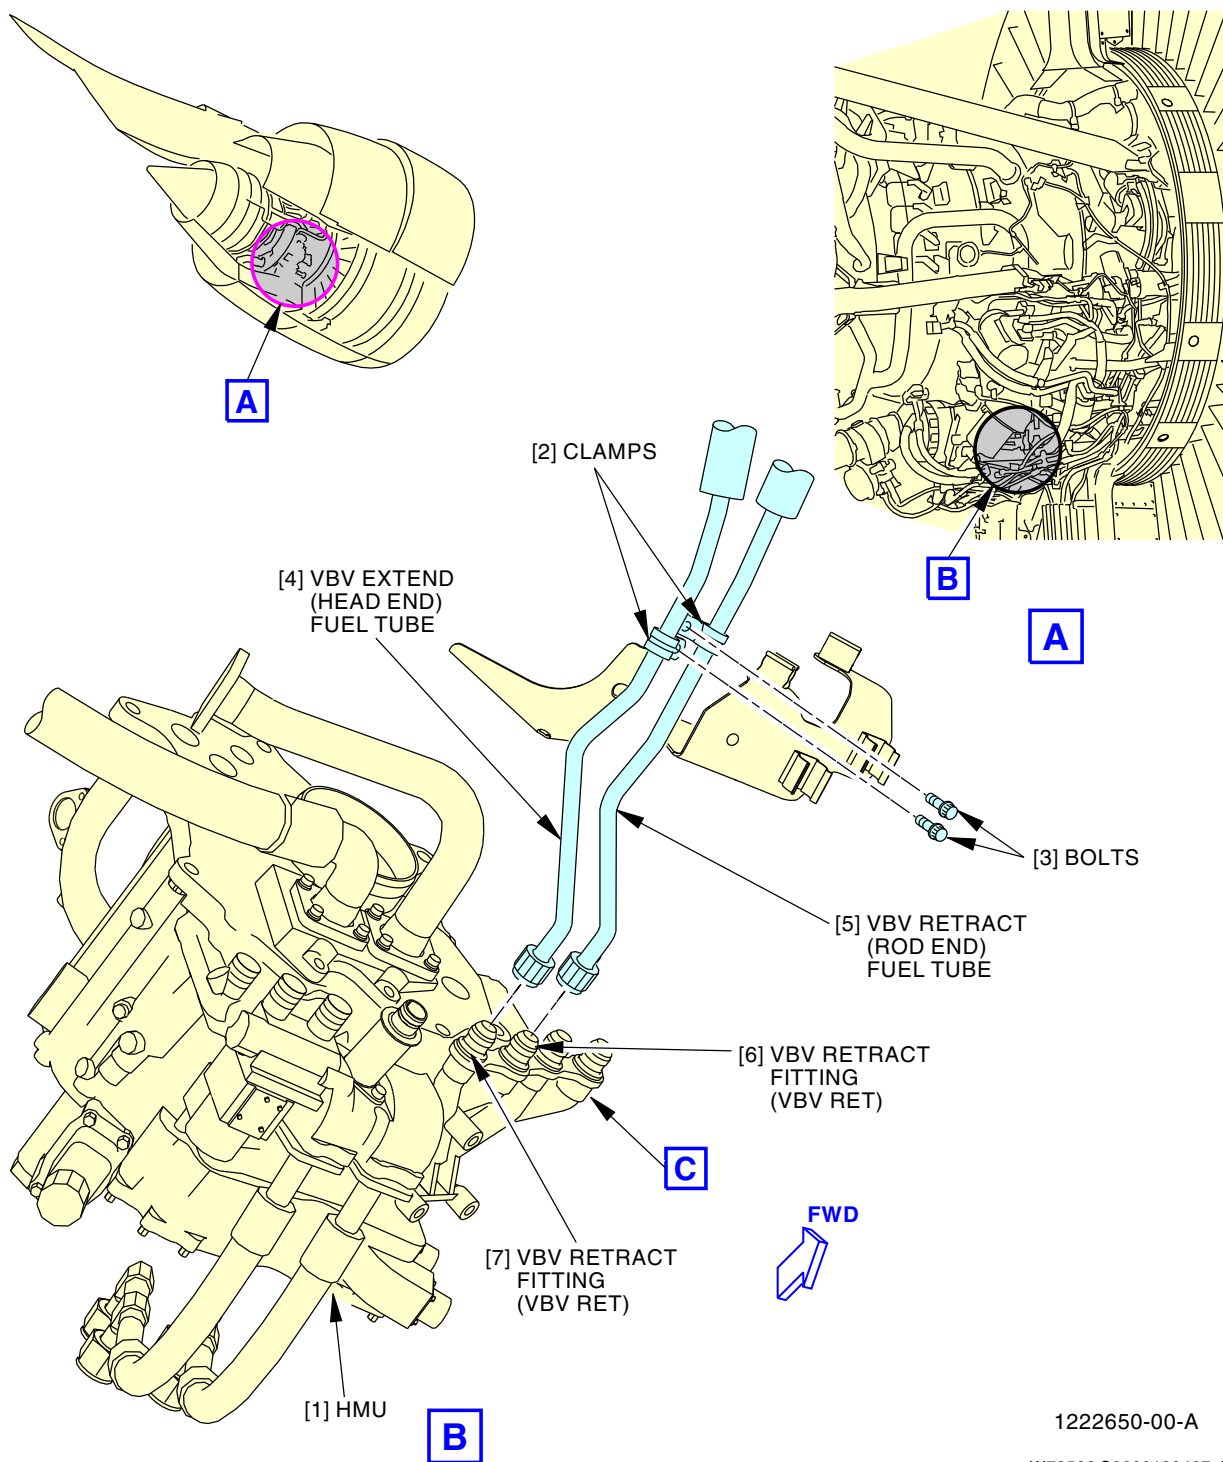 A
[2] CLAMPS
B
A
[4] VBV EXTEND
(HEAD END)
FUEL TUBE
[3] BOLTS
[5] VBV RETRACT
(ROD END)
FUEL TUBE
[6] VBV RETRACT
FITTING
(VBV RET)
C
FWD
[7] VBV RETRACT
FITTING
(VBV RET)
[1] HMU
B
1222650-00-A